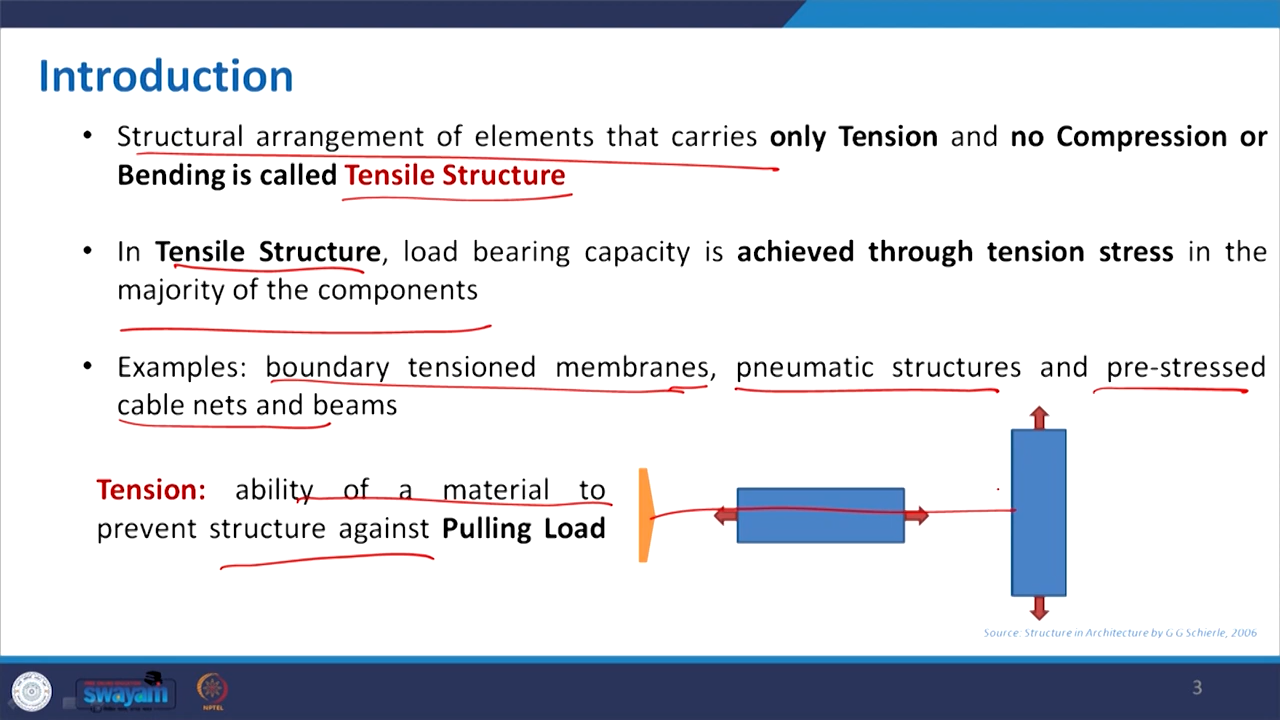 Introduction
• Structural arrangement of elements that carries only Tension and no Compression or
Bending is called Tensile Structure
• In Tensile Structure, load bearing capacity is achieved through tension stress in the
majority of the components
• Examples: boundary tensioned membranes, pneumatic structures and pre-stressed
cable nets and beams
Tension: ability of a material to
prevent structure against Pulling Load
Source: Structure in Architecture by G G Schierle, 2006
swayam
NPTEL
3